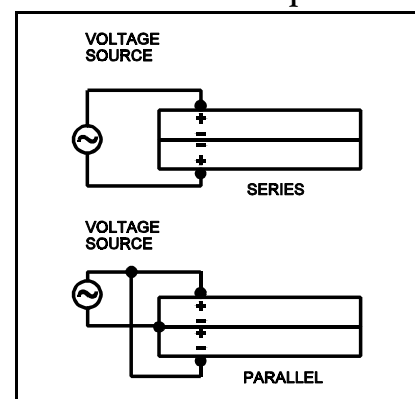 VOLTAGE
SOURCE
+
-
-
+
SERIES
VOLTAGE
SOURCE
+
-
+
-
PARALLEL